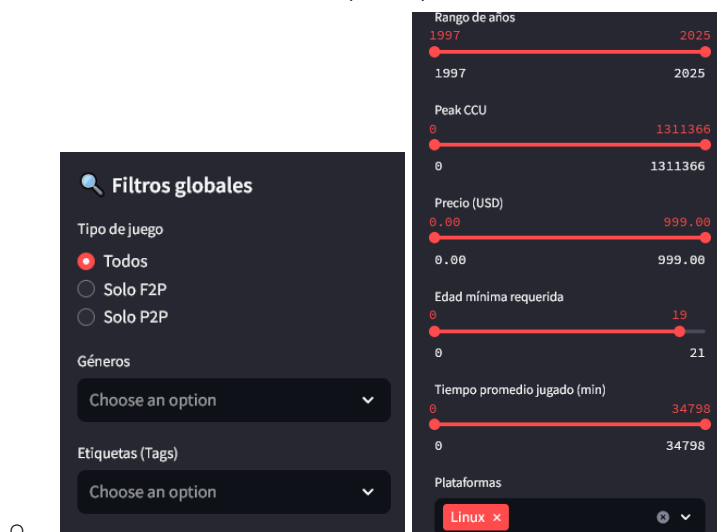 Filtros globales
Tipo de juego
Todos
Solo F2P
Solo P2P
Géneros
Choose an option
Etiquetas (Tags)
Choose an option
Rango de años
1997 2025
1997 2025
Peak CCU
0 1311366
0 1311366
Precio (USD)
0.00 999.00
0.00 999.00
Edad mínima requerida
0 19
0 21
Tiempo promedio jugado (min)
0 34798
0 34798
Plataformas
Linux ×